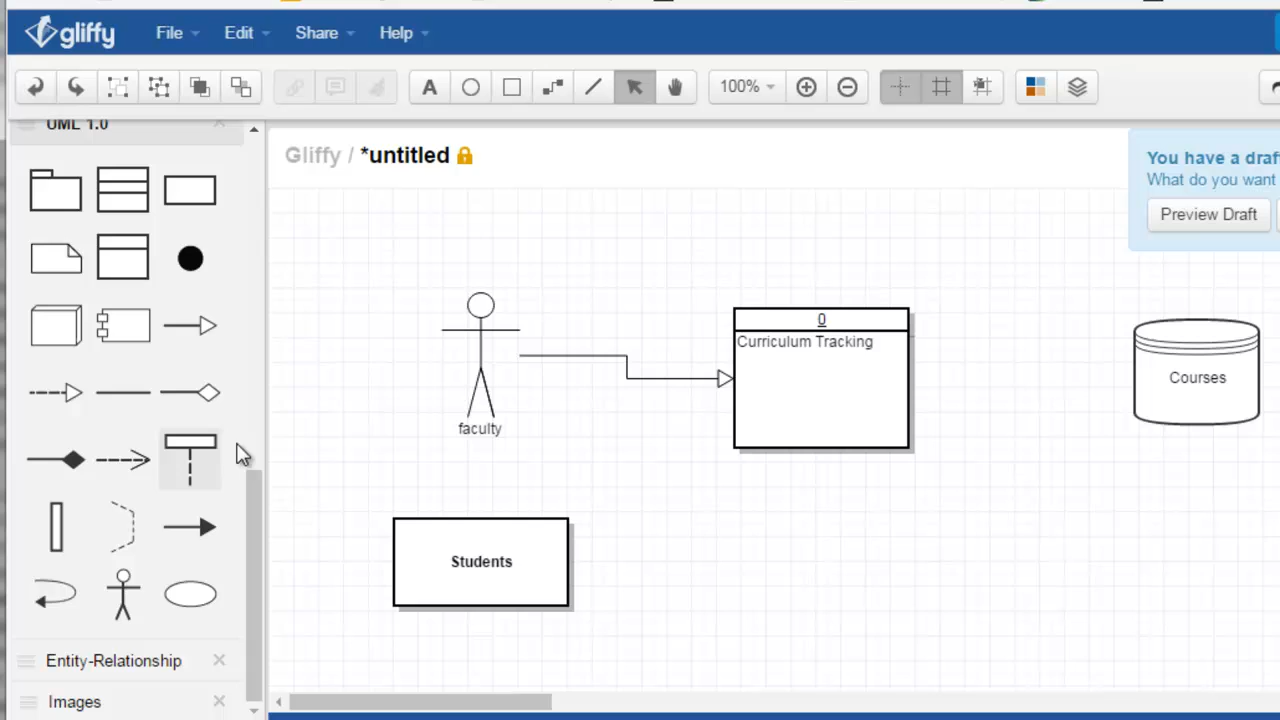 gliffy File Edit Share Help
A 100%
UML 1.0
Gliffy / *untitled
You have a draf
What do you want
Preview Draft
0
Curriculum Tracking
Courses
faculty
Students
Entity-Relationship
Images